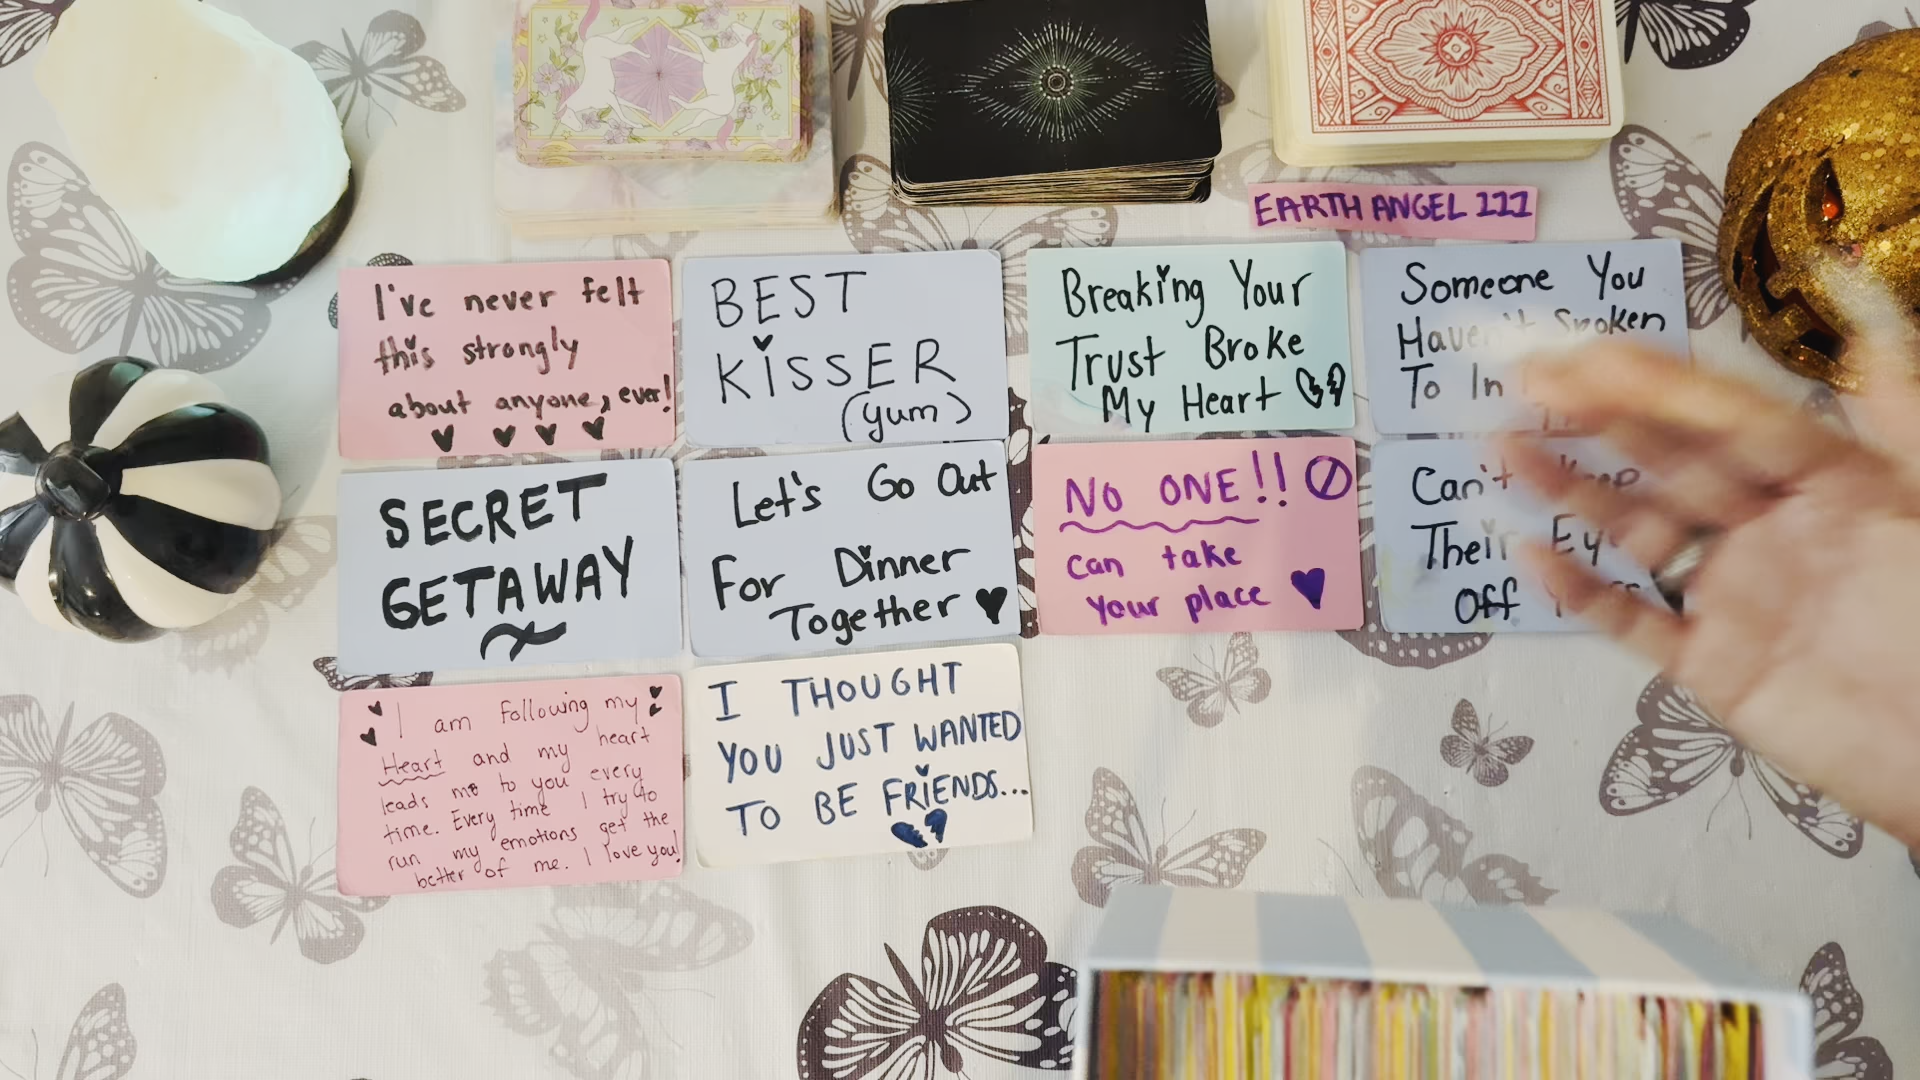 EARTH ANGEL 111
I've never felt
this strongly
about anyone, ever!
BEST
KISSER
(yum)
Breaking Your
Trust Broke
My Heart
Someone You
Haven't Spoken
To In
SECRET
GETAWAY
Let's Go Out
For Dinner
Together
NO ONE!!
can take
your place
Can't
Their
Off
I am following my
Heart and my heart
leads me to you every
time. Every time I try to
run my emotions get the
better of me. I love you!
I THOUGHT
YOU JUST WANTED
TO BE FRIENDS...